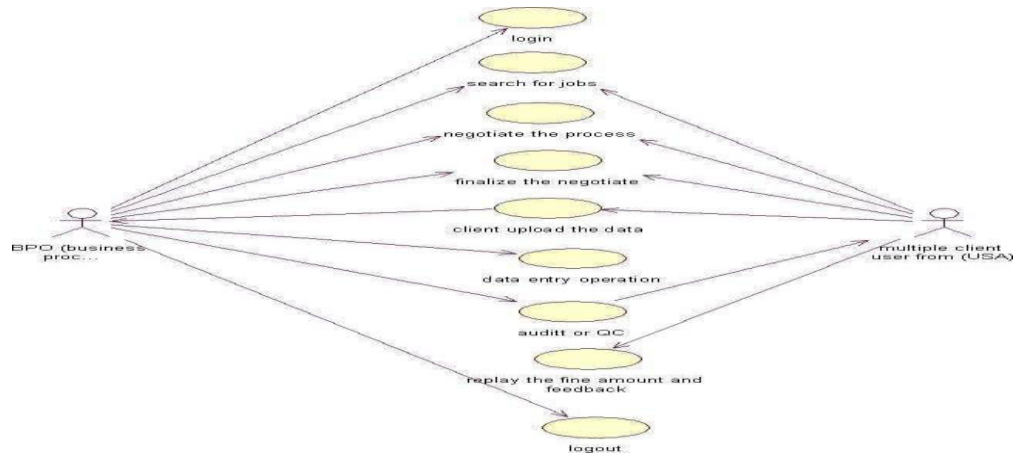 login
search for jobs
negotiate the process
finalize the negotiate
client upload the data
BPO (business
proc...
multiple client
user from (USA)
data entry operation
auditt or QC
replay the fine amount and
feedback
logout